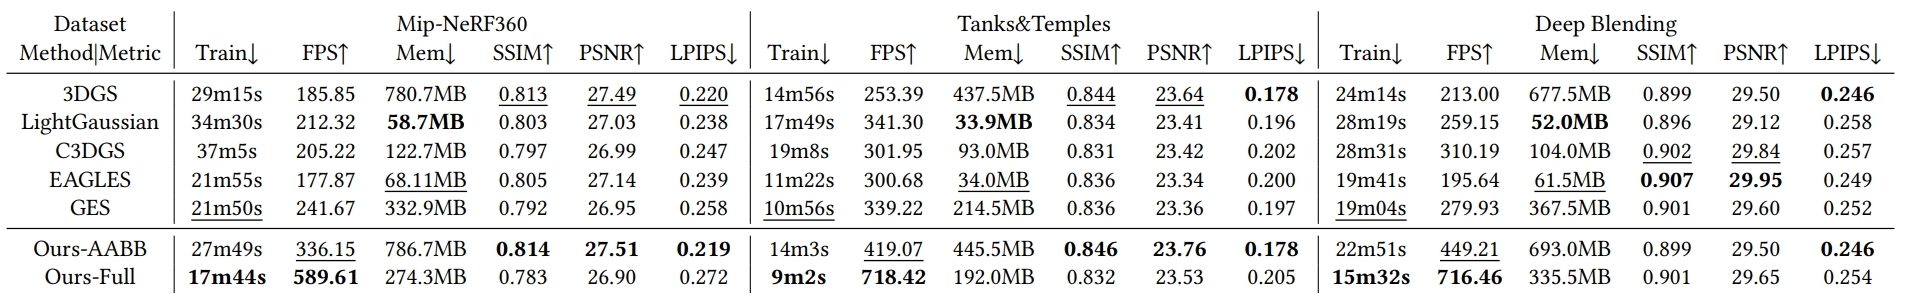 Dataset Mip-NeRF360 Tanks&Temples Deep Blending
Method|Metric Train↓ FPS↑ Mem↓ SSIM↑ PSNR↑ LPIPS↓ Train↓ FPS↑ Mem↓ SSIM↑ PSNR↑ LPIPS↓ Train↓ FPS↑ Mem↓ SSIM↑ PSNR↑ LPIPS↓
3DGS 29m15s 185.85 780.7MB 0.813 27.49 0.220 14m56s 253.39 437.5MB 0.844 23.64 0.178 24m14s 213.00 677.5MB 0.899 29.50 0.246
LightGaussian 34m30s 212.32 58.7MB 0.803 27.03 0.238 17m49s 341.30 33.9MB 0.834 23.41 0.196 28m19s 259.15 52.0MB 0.896 29.12 0.258
C3DGS 37m5s 205.22 122.7MB 0.797 26.99 0.247 19m8s 301.95 93.0MB 0.831 23.42 0.202 28m31s 310.19 104.0MB 0.902 29.84 0.257
EAGLES 21m55s 177.87 68.11MB 0.805 27.14 0.239 11m22s 300.68 34.0MB 0.836 23.34 0.200 19m41s 195.64 61.5MB 0.907 29.95 0.249
GES 21m50s 241.67 332.9MB 0.792 26.95 0.258 10m56s 339.22 214.5MB 0.836 23.36 0.197 19m04s 279.93 367.5MB 0.901 29.60 0.252
Ours-AABB 27m49s 336.15 786.7MB 0.814 27.51 0.219 14m3s 419.07 445.5MB 0.846 23.76 0.178 22m51s 449.21 693.0MB 0.899 29.50 0.246
Ours-Full 17m44s 589.61 274.3MB 0.783 26.90 0.272 9m2s 718.42 192.0MB 0.832 23.53 0.205 15m32s 716.46 335.5MB 0.901 29.65 0.254